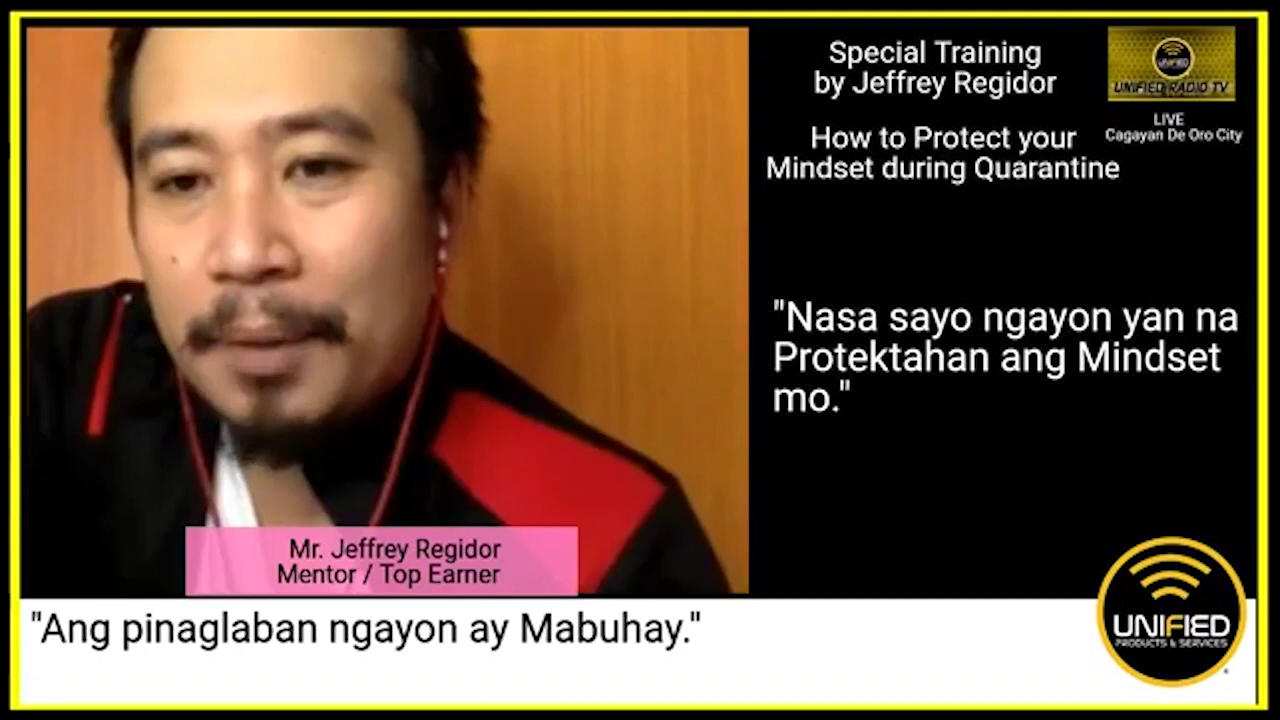 Special Training
by Jeffrey Regidor
How to Protect your
Mindset during Quarantine
UNIFIED
UNIFIED RADIO TV
LIVE
Cagayan De Oro City
"Nasa sayo ngayon yan na
Protektahan ang Mindset
mo."
Mr. Jeffrey Regidor
Mentor / Top Earner
"Ang pinaglaban ngayon ay Mabuhay."
UNIFIED
PRODUCTS & SERVICES